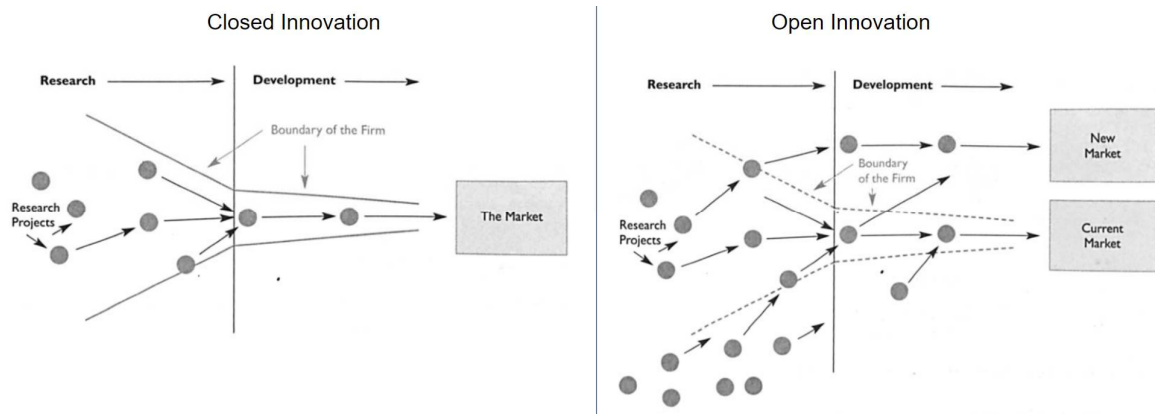 Closed Innovation
Research
Development
Boundary of the Firm
Research
Projects
The Market
Open Innovation
Research
Development
Boundary
of the Firm
Research
Projects
New
Market
Current
Market